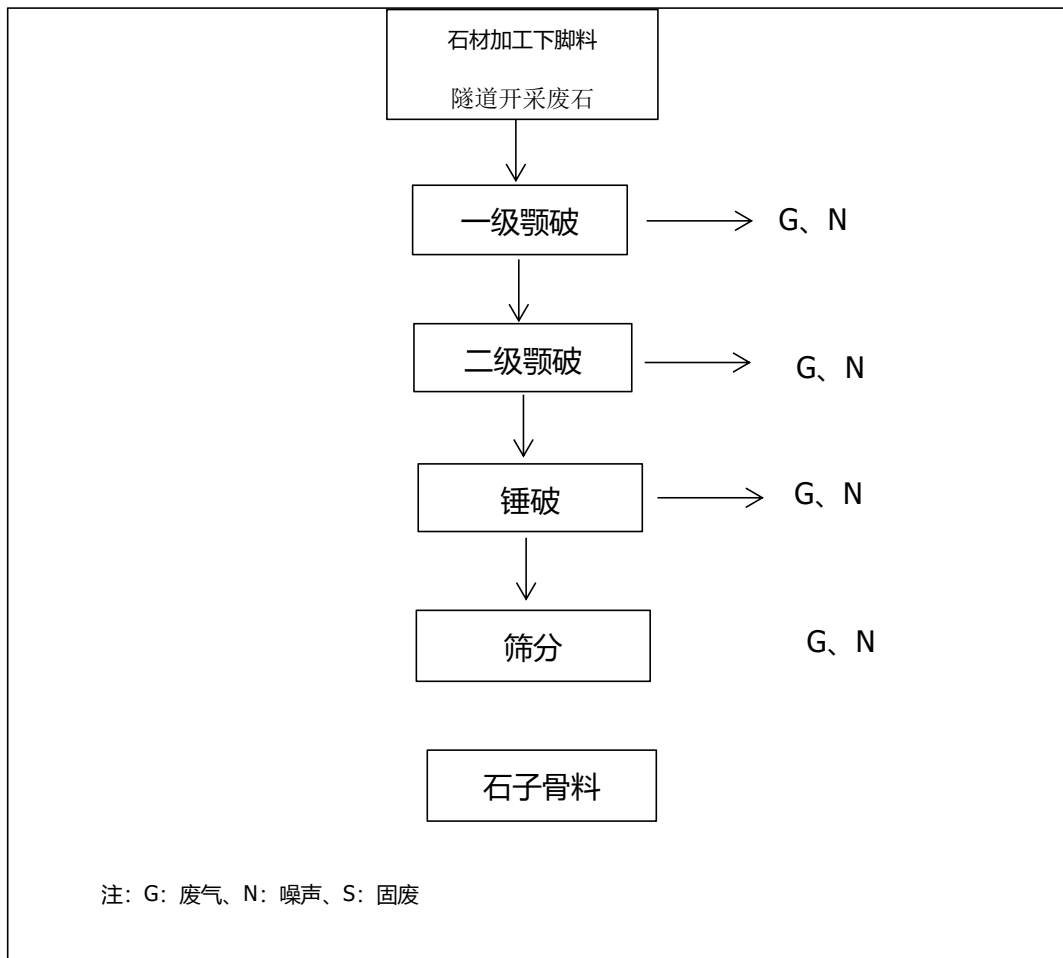 石材加工下脚料
隧道开采废石
一级颚破
G、N
二级颚破
G、N
锤破
G、N
筛分
G、N
石子骨料
注：G：废气、N：噪声、S：固废